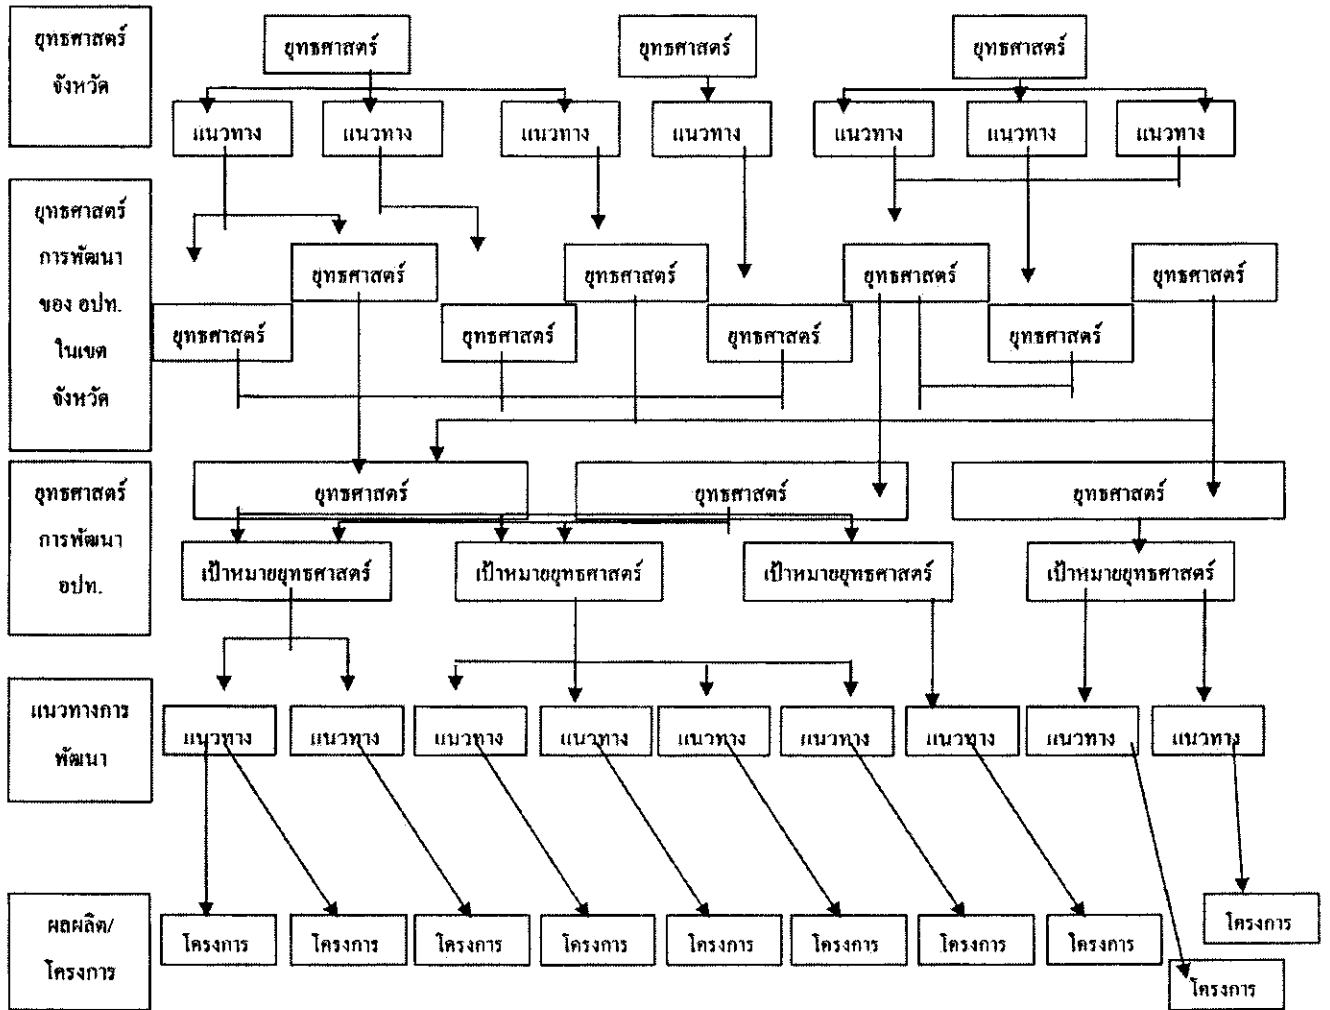 ยุทธศาสตร์
จังหวัด
ยุทธศาสตร์
ยุทธศาสตร์
ยุทธศาสตร์
แนวทาง
แนวทาง
แนวทาง
แนวทาง
แนวทาง
แนวทาง
แนวทาง
ยุทธศาสตร์
การพัฒนา
ของ อปท.
ในเขต
จังหวัด
ยุทธศาสตร์
ยุทธศาสตร์
ยุทธศาสตร์
ยุทธศาสตร์
ยุทธศาสตร์
ยุทธศาสตร์
ยุทธศาสตร์
ยุทธศาสตร์
ยุทธศาสตร์
การพัฒนา
อปท.
ยุทธศาสตร์
ยุทธศาสตร์
ยุทธศาสตร์
เป้าหมายยุทธศาสตร์
เป้าหมายยุทธศาสตร์
เป้าหมายยุทธศาสตร์
เป้าหมายยุทธศาสตร์
แนวทางการ
พัฒนา
แนวทาง
แนวทาง
แนวทาง
แนวทาง
แนวทาง
แนวทาง
แนวทาง
แนวทาง
แนวทาง
ผลผลิต/
โครงการ
โครงการ
โครงการ
โครงการ
โครงการ
โครงการ
โครงการ
โครงการ
โครงการ
โครงการ
โครงการ